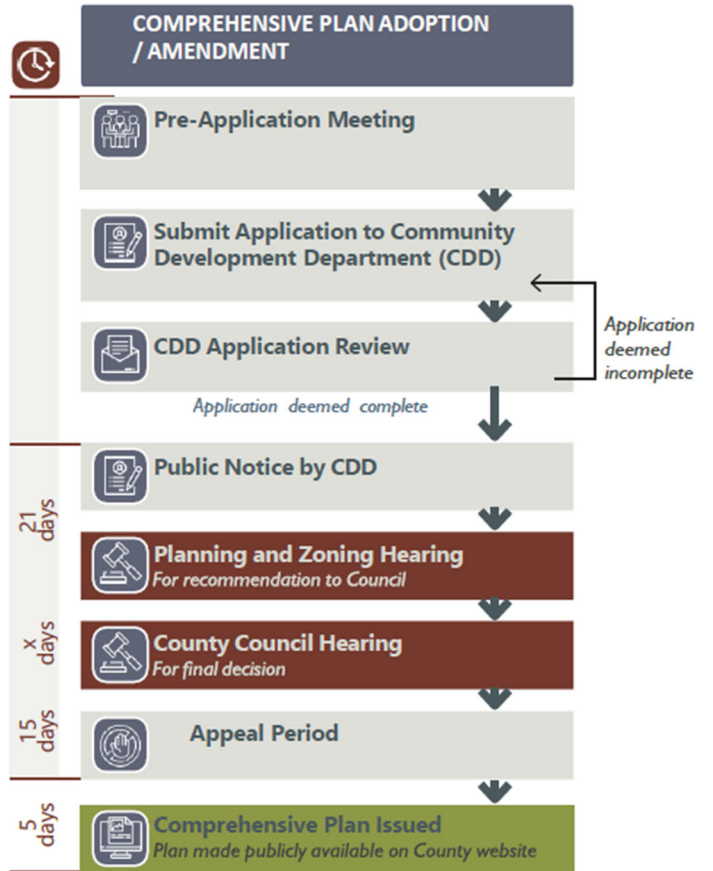 COMPREHENSIVE PLAN ADOPTION
/ AMENDMENT
Pre-Application Meeting
Submit Application to Community
Development Department (CDD)
Application
deemed
incomplete
CDD Application Review
Application deemed complete
Public Notice by CDD
21
days
Planning and Zoning Hearing
For recommendation to Council
x
days
County Council Hearing
For final decision
15
days
Appeal Period
5
days
Comprehensive Plan Issued
Plan made publicly available on County website